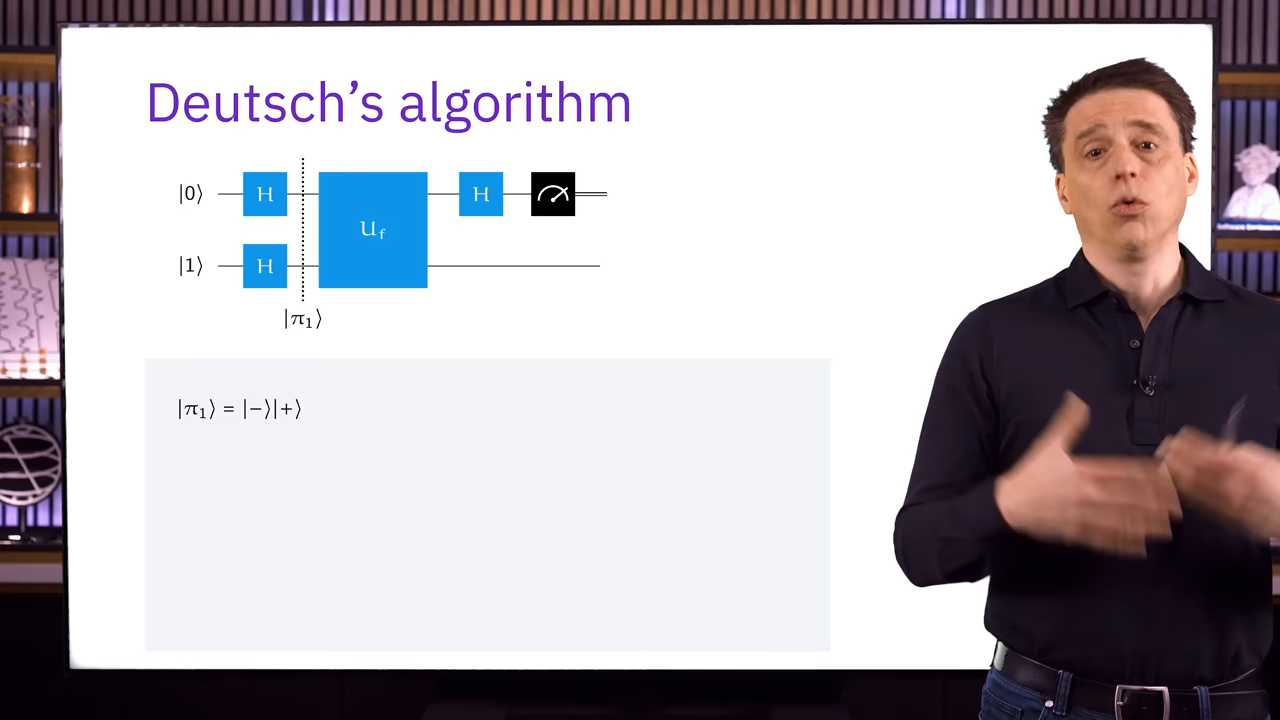 Deutsch’s algorithm
|0⟩ H H
U_f
|1⟩ H
|π₁⟩
|π₁⟩ = |−⟩|+⟩